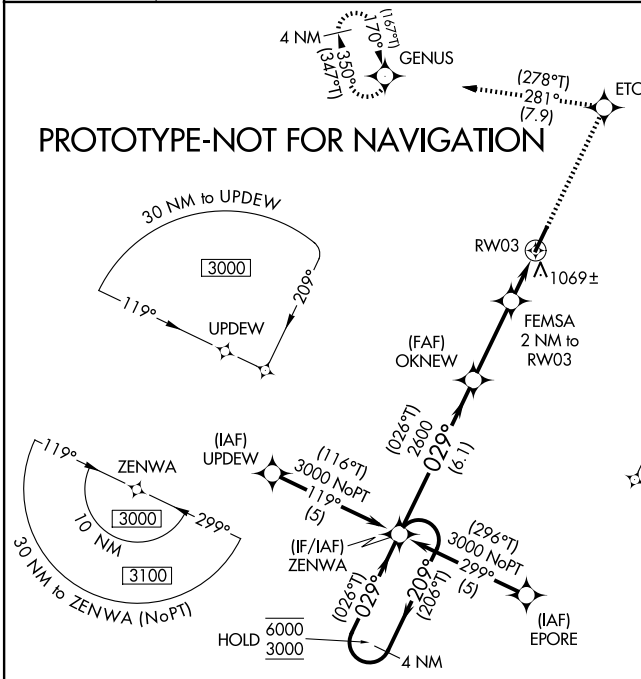 (167°T)
170°
4 NM
350°
(347°T)
GENUS
(278°T)
281°
(7.9)
ETO
PROTOTYPE-NOT FOR NAVIGATION
30 NM to UPDEW
3000
119°
209°
UPDEW
RW03
1069±
FEMSA
2 NM to
RW03
(FAF)
OKNEW
(026°T)
2600
029°
(6.1)
119°
ZENWA
299°
10 NM
3000
3100
30 NM to ZENWA (NoPT)
(IAF)
UPDEW
(116°T)
3000 NoPT
119°
(5)
(IF/IAF)
ZENWA
(296°T)
3000 NoPT
299°
(5)
(IAF)
EPORE
(026°T)
029°
209°
(206°T)
HOLD
6000
3000
4 NM